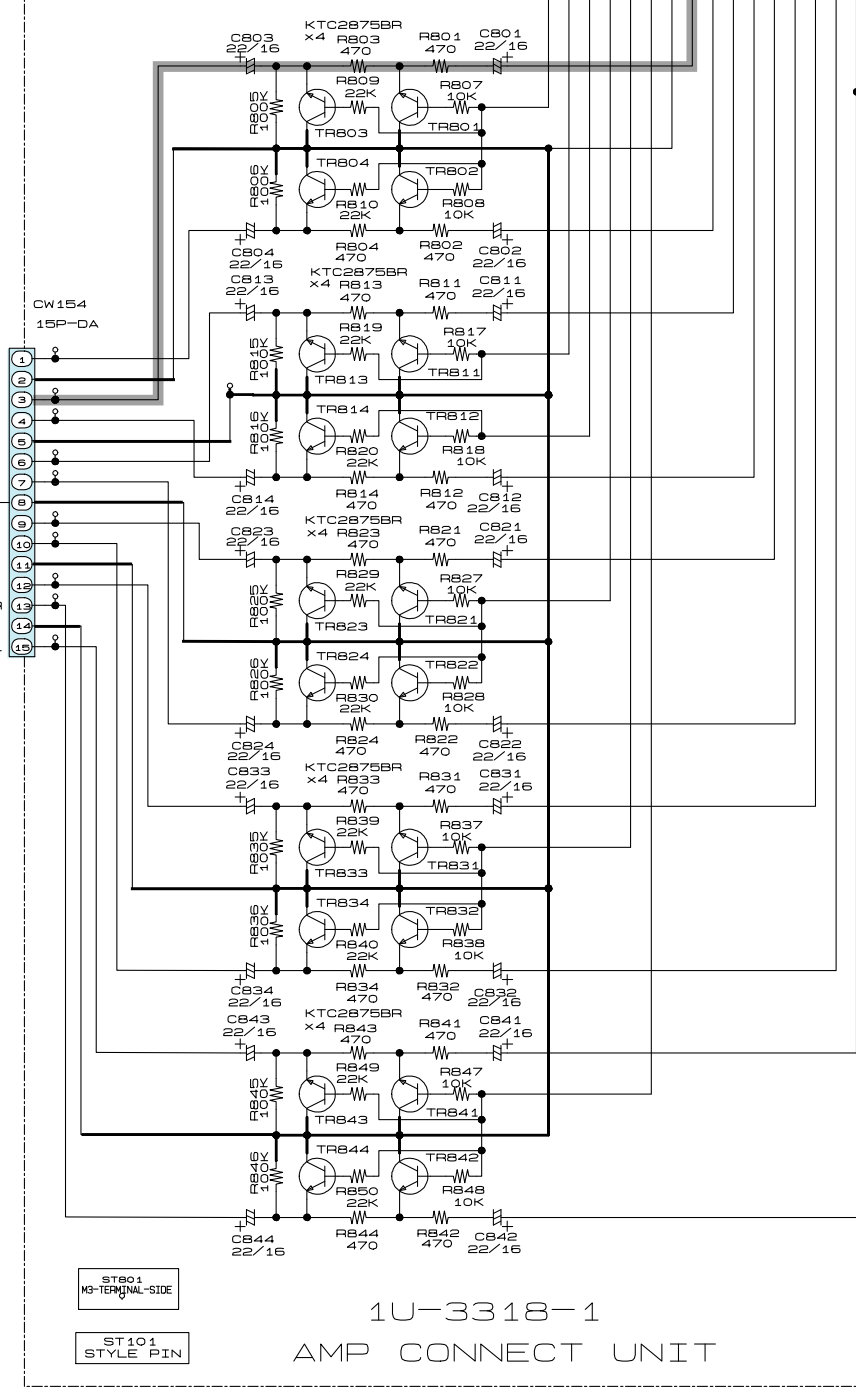 KTC2875BR
x4
C803
22/16
R803
470
R801
470
C801
22/16
R809
22K
R807
10K
R805
100K
TR803
TR801
TR804
TR802
R806
100K
R810
22K
R808
10K
C804
22/16
R804
470
R802
470
C802
22/16
KTC2875BR
x4
C813
22/16
R813
470
R811
470
C811
22/16
R819
22K
R817
10K
R815
100K
TR813
TR811
TR814
TR812
R816
100K
R820
22K
R818
10K
C814
22/16
R814
470
R812
470
C812
22/16
CW154
15P-DA
1
2
3
4
5
6
7
8
9
10
11
12
13
14
15
KTC2875BR
x4
C823
22/16
R823
470
R821
470
C821
22/16
R829
22K
R827
10K
R825
100K
TR823
TR821
TR824
TR822
R826
100K
R830
22K
R828
10K
C824
22/16
R824
470
R822
470
C822
22/16
KTC2875BR
x4
C833
22/16
R833
470
R831
470
C831
22/16
R839
22K
R837
10K
R835
100K
TR833
TR831
TR834
TR832
R836
100K
R840
22K
R838
10K
C834
22/16
R834
470
R832
470
C832
22/16
KTC2875BR
x4
C843
22/16
R843
470
R841
470
C841
22/16
R849
22K
R847
10K
R845
100K
TR843
TR841
TR844
TR842
R846
100K
R850
22K
R848
10K
C844
22/16
R844
470
R842
470
C842
22/16
ST801
M3-TERMINAL-SIDE
ST101
STYLE PIN
1U-3318-1
AMP CONNECT UNIT